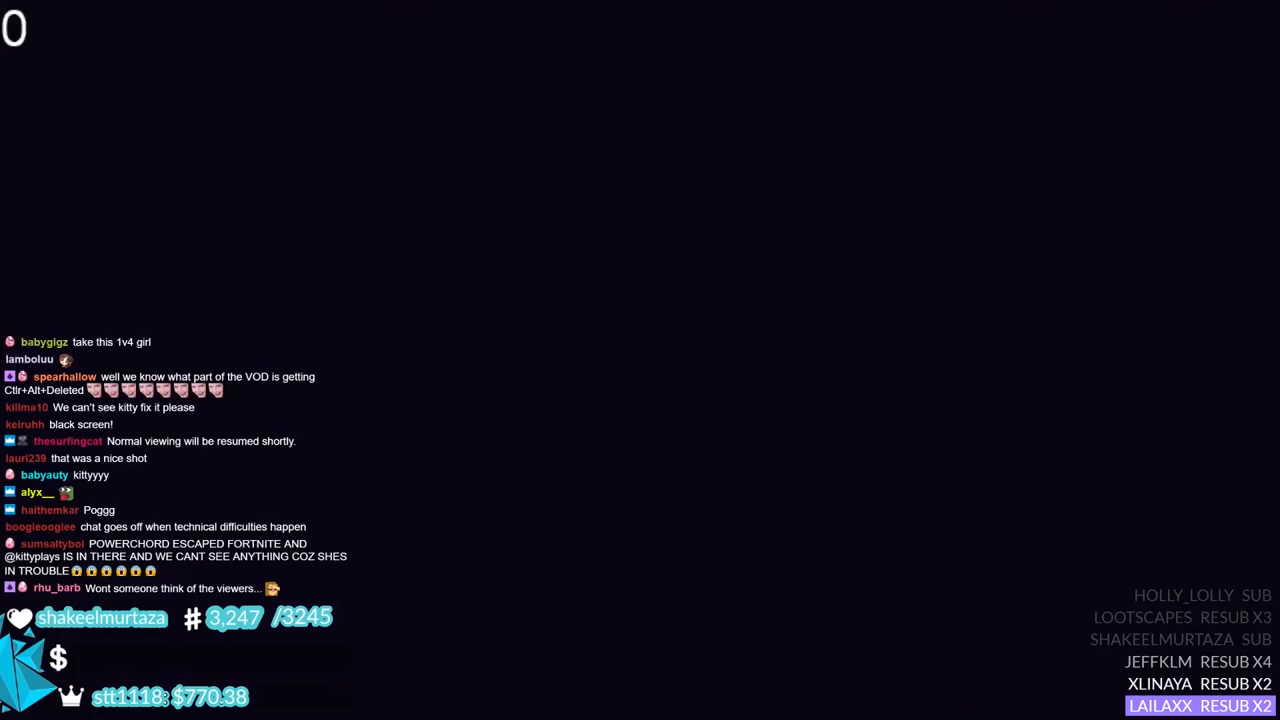 0
babygigz take this 1v4 girl
lamboluu
spearhallow well we know what part of the VOD is getting
Ctlr+Alt+Deleted
kiilma10 We can't see kitty fix it please
keiruhh black screen!
thesurfingcat Normal viewing will be resumed shortly.
lauri239 that was a nice shot
babyauty kittyyyy
alyx__
haithemkar Poggg
boogieoogiee chat goes off when technical difficulties happen
sumsaltyboi POWERCHORD ESCAPED FORTNITE AND
@kittyplays IS IN THERE AND WE CANT SEE ANYTHING COZ SHES
IN TROUBLE😱😱😱😱😱😱
rhu_barb Wont someone think of the viewers...
shakeelmurtaza # 3,247 /3245
$
stt1118: $770.38
HOLLY_LOLLY SUB
LOOTSCAPES RESUB X3
SHAKEELMURTAZA SUB
JEFFKLM RESUB X4
XLINAYA RESUB X2
LAILAXX RESUB X2